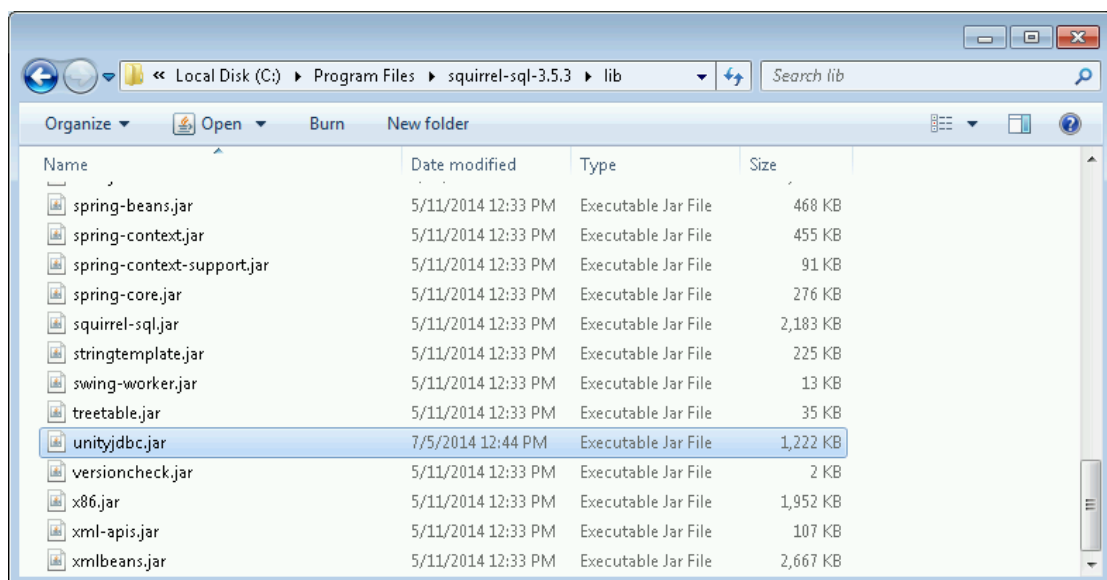 « Local Disk (C:) ▸ Program Files ▸ squirrel-sql-3.5.3 ▸ lib Search lib
Organize Open Burn New folder
Name Date modified Type Size
spring-beans.jar 5/11/2014 12:33 PM Executable Jar File 468 KB
spring-context.jar 5/11/2014 12:33 PM Executable Jar File 455 KB
spring-context-support.jar 5/11/2014 12:33 PM Executable Jar File 91 KB
spring-core.jar 5/11/2014 12:33 PM Executable Jar File 276 KB
squirrel-sql.jar 5/11/2014 12:33 PM Executable Jar File 2,183 KB
stringtemplate.jar 5/11/2014 12:33 PM Executable Jar File 225 KB
swing-worker.jar 5/11/2014 12:33 PM Executable Jar File 13 KB
treetable.jar 5/11/2014 12:33 PM Executable Jar File 35 KB
unityjdbc.jar 7/5/2014 12:44 PM Executable Jar File 1,222 KB
versioncheck.jar 5/11/2014 12:33 PM Executable Jar File 2 KB
x86.jar 5/11/2014 12:33 PM Executable Jar File 1,952 KB
xml-apis.jar 5/11/2014 12:33 PM Executable Jar File 107 KB
xmlbeans.jar 5/11/2014 12:33 PM Executable Jar File 2,667 KB